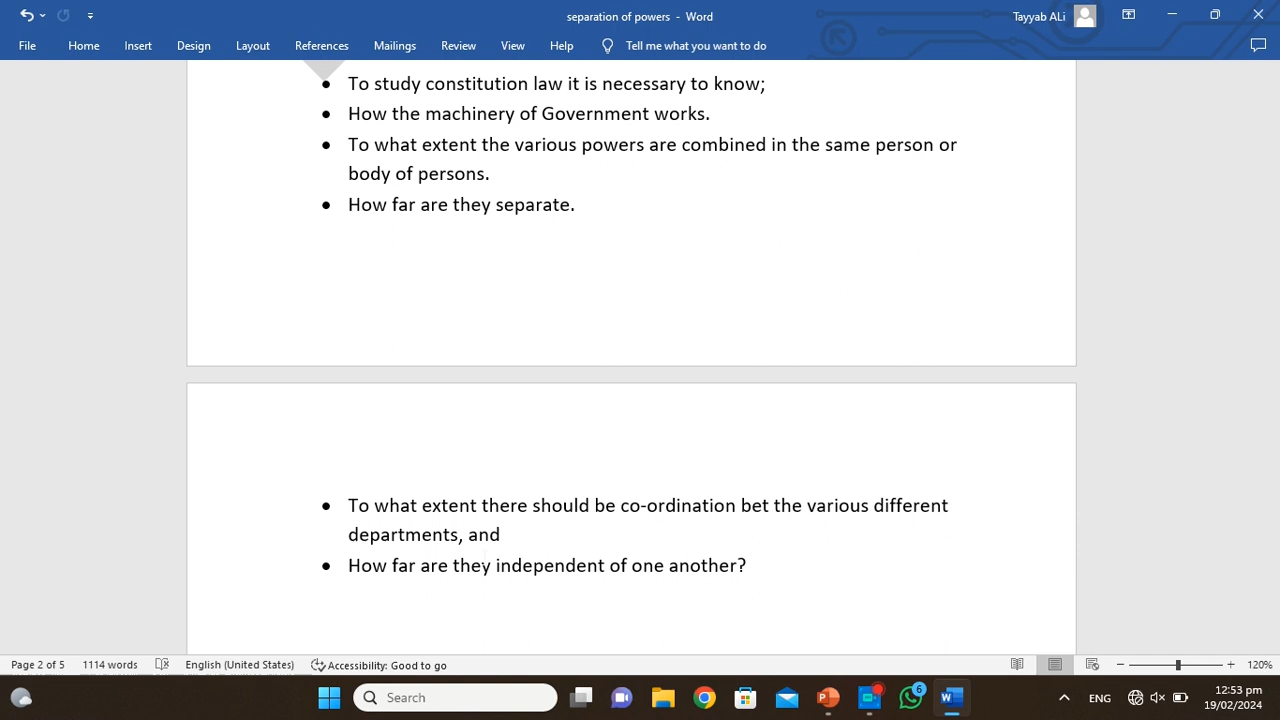 separation of powers - Word
Tayyab ALi
File Home Insert Design Layout References Mailings Review View Help Tell me what you want to do
• To study constitution law it is necessary to know;
• How the machinery of Government works.
• To what extent the various powers are combined in the same person or
body of persons.
• How far are they separate.
• To what extent there should be co-ordination bet the various different
departments, and
• How far are they independent of one another?
Page 2 of 5 1114 words English (United States) Accessibility: Good to go 120%
Search 6 ENG 12:53 pm
19/02/2024